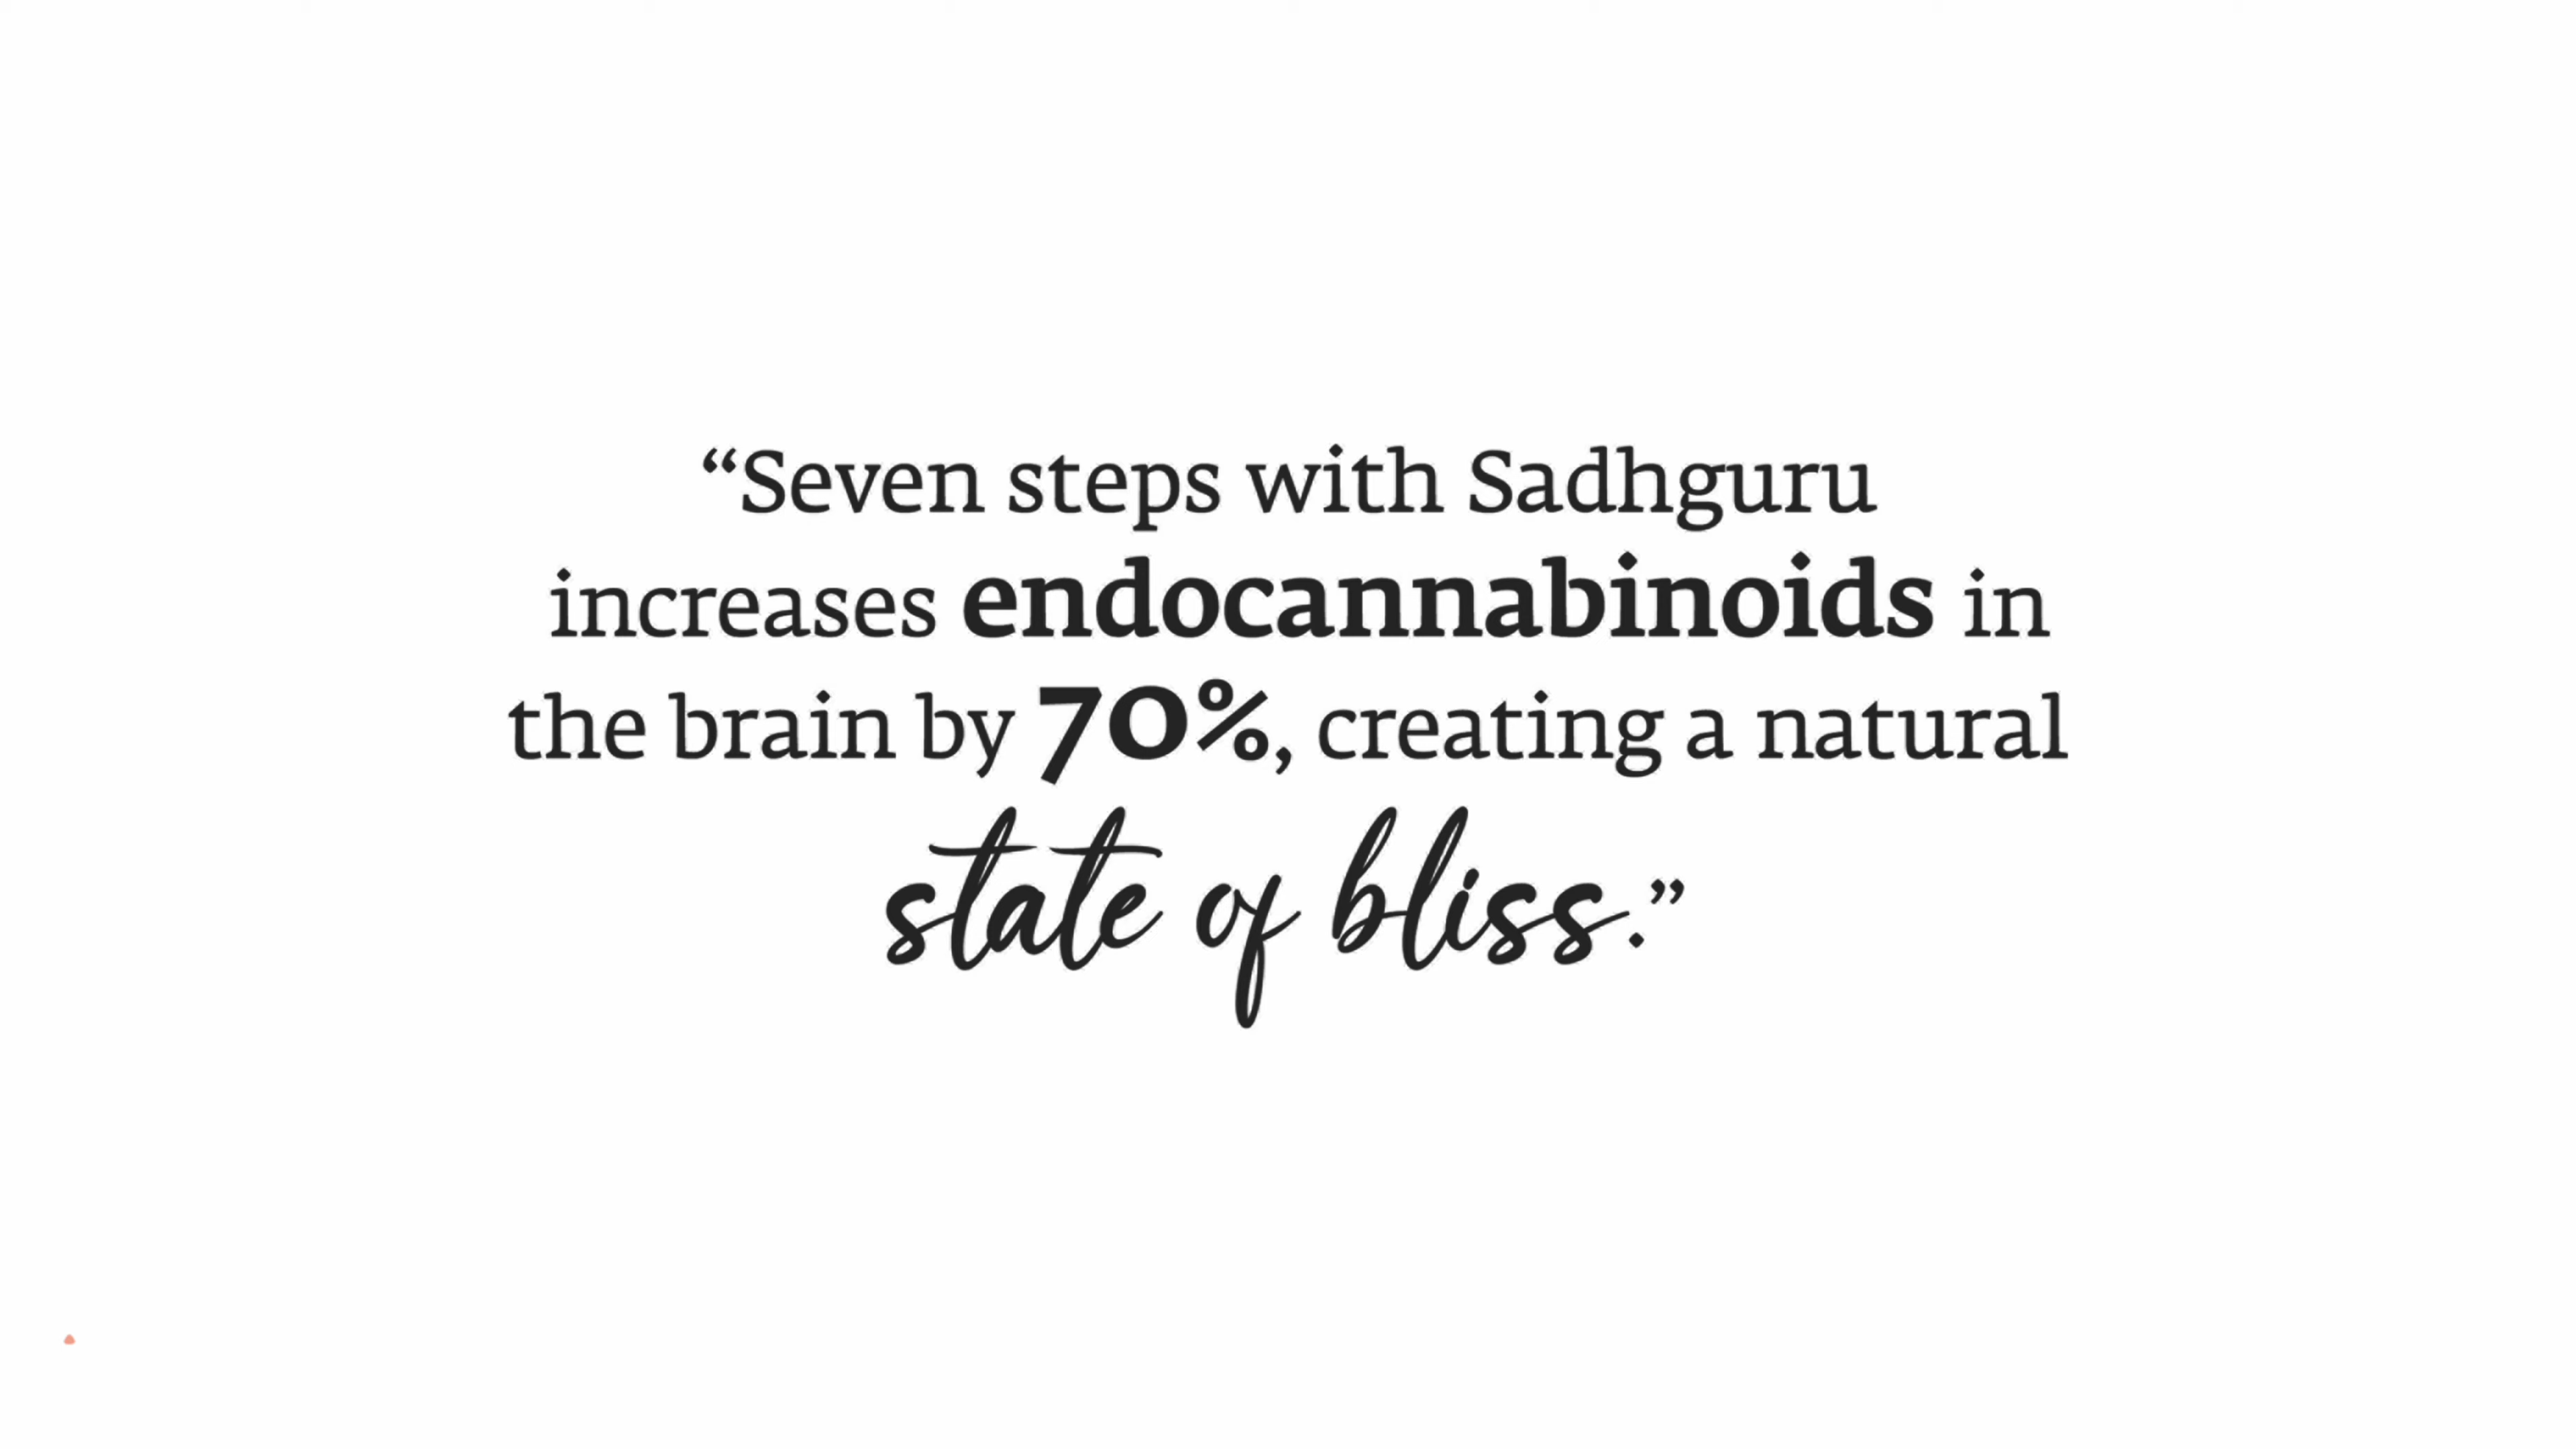 “Seven steps with Sadhguru
increases endocannabinoids in
the brain by 70%, creating a natural
state of bliss.”